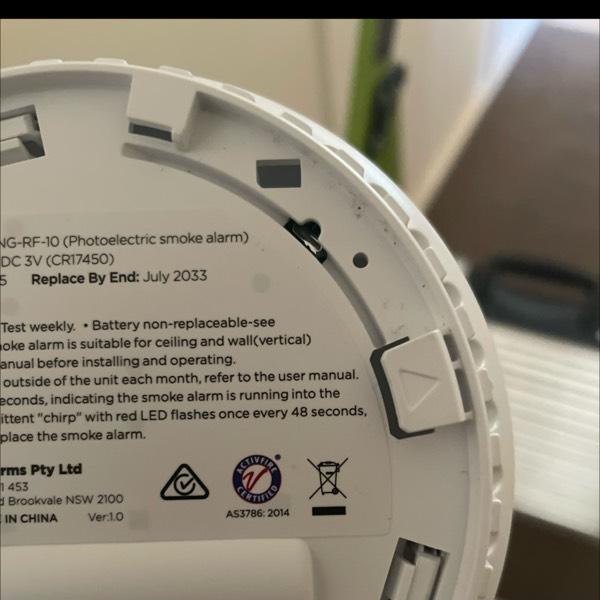 NG-RF-10 (Photoelectric smoke alarm)
DC 3V (CR17450)
5 Replace By End: July 2033
Test weekly. • Battery non-replaceable-see
oke alarm is suitable for ceiling and wall(vertical)
anual before installing and operating.
outside of the unit each month, refer to the user manual.
econds, indicating the smoke alarm is running into the
ittent "chirp" with red LED flashes once every 48 seconds,
place the smoke alarm.
rms Pty Ltd
1 453
d Brookvale NSW 2100
IN CHINA Ver:1.0
ACTIVFIRE
CERTIFIED
AS3786: 2014